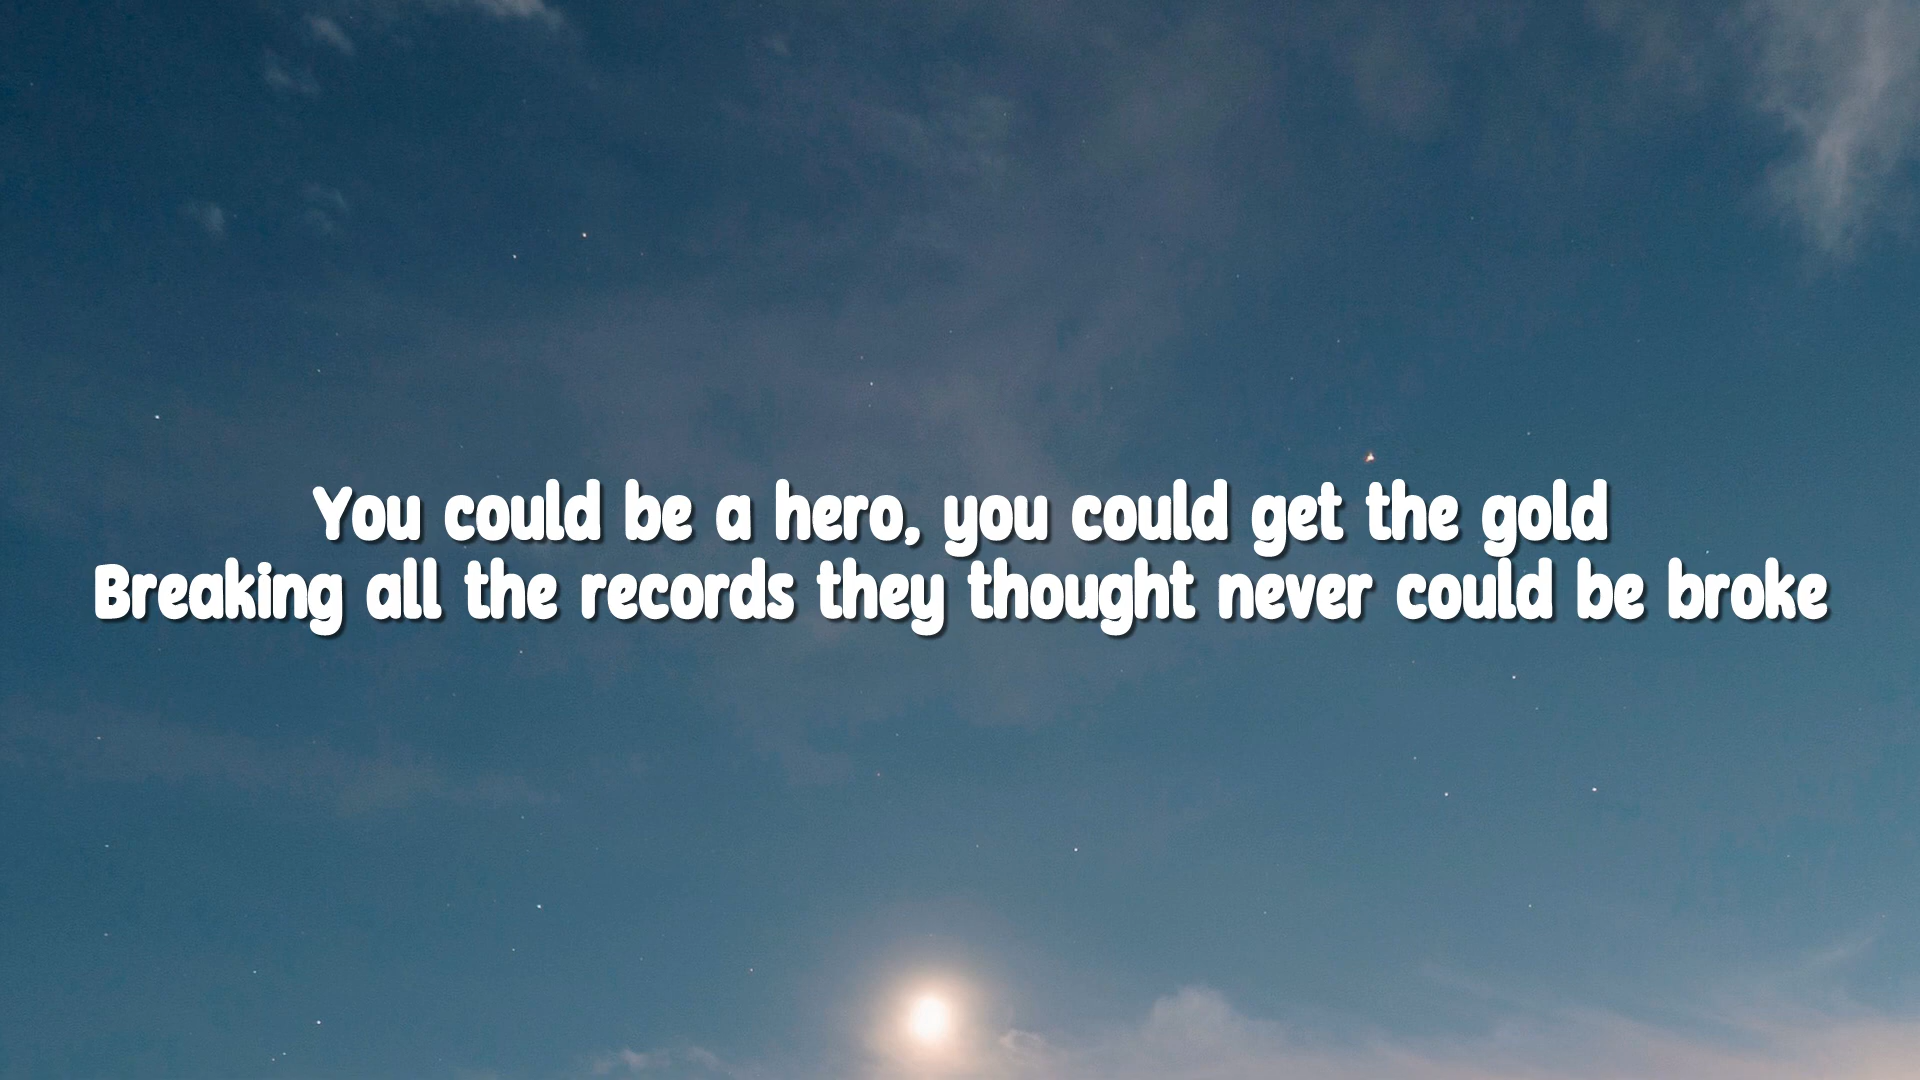 You could be a hero, you could get the gold
Breaking all the records they thought never could be broke